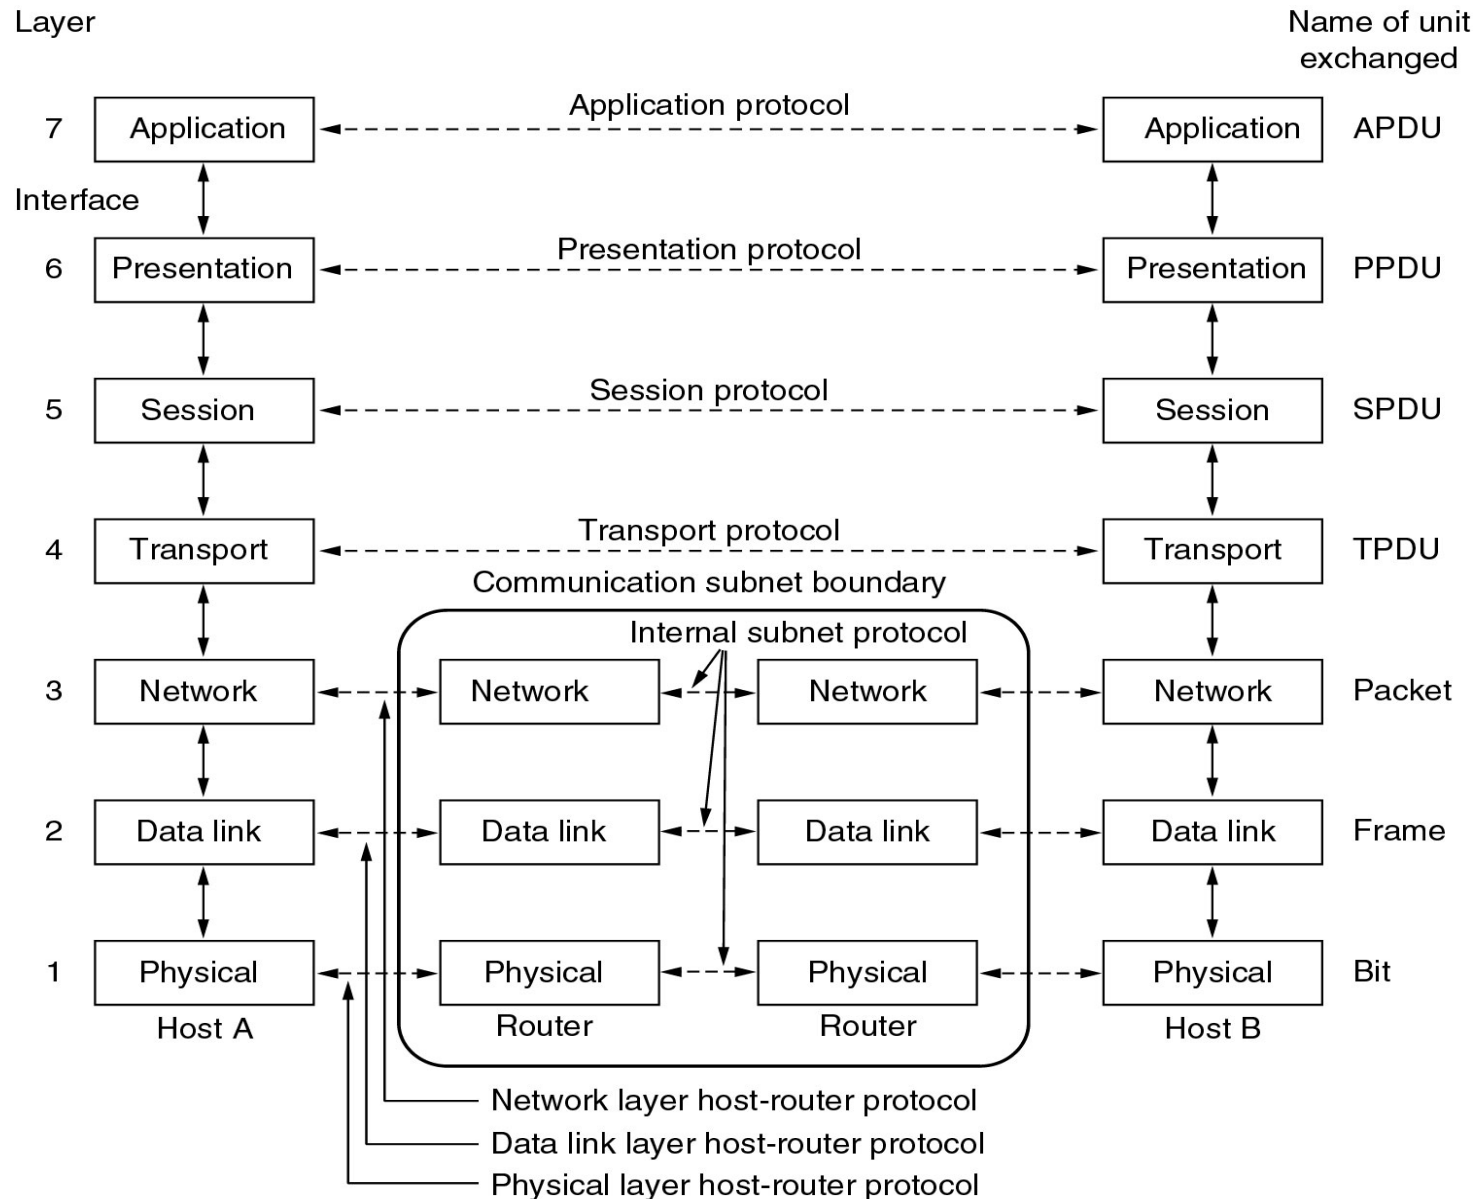 Layer
Name of unit
exchanged
Application protocol
7 Application Application APDU
Interface
Presentation protocol
6 Presentation Presentation PPDU
Session protocol
5 Session Session SPDU
Transport protocol
4 Transport Transport TPDU
Communication subnet boundary
Internal subnet protocol
3 Network Network Network Network Packet
2 Data link Data link Data link Data link Frame
1 Physical Physical Physical Physical Bit
Host A Router Router Host B
Network layer host-router protocol
Data link layer host-router protocol
Physical layer host-router protocol